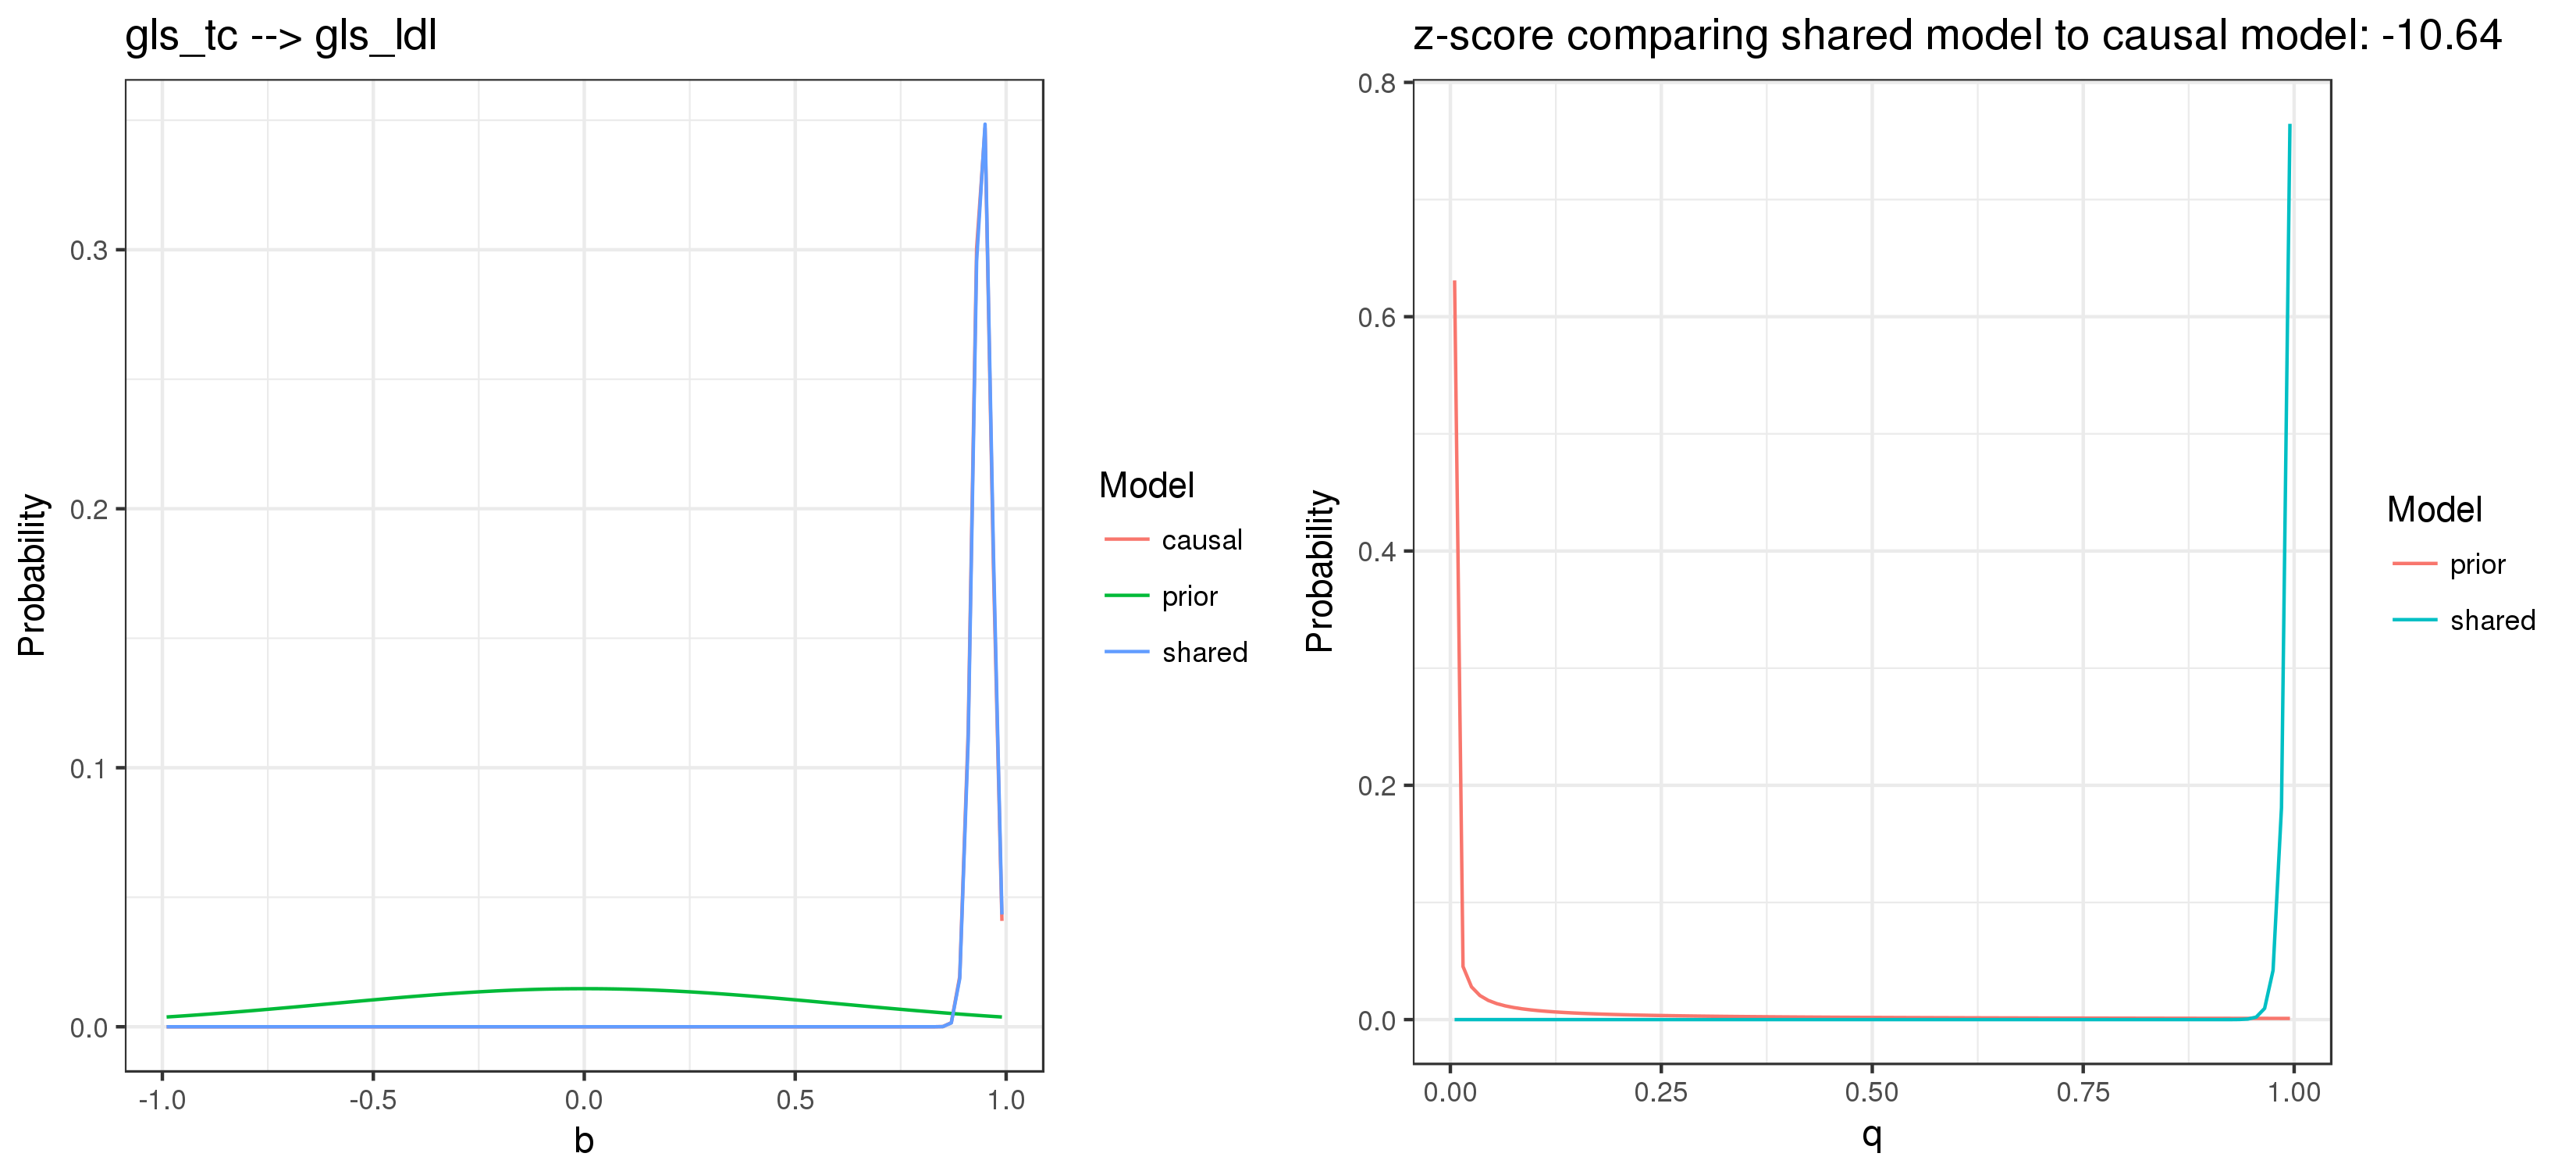 gls_tc --> gls_ldl
Probability
0.3
0.2
0.1
0.0
-1.0 -0.5 0.0 0.5 1.0
b
Model
causal
prior
shared
z-score comparing shared model to causal model: -10.64
Probability
0.8
0.6
0.4
0.2
0.0
0.00 0.25 0.50 0.75 1.00
q
Model
prior
shared